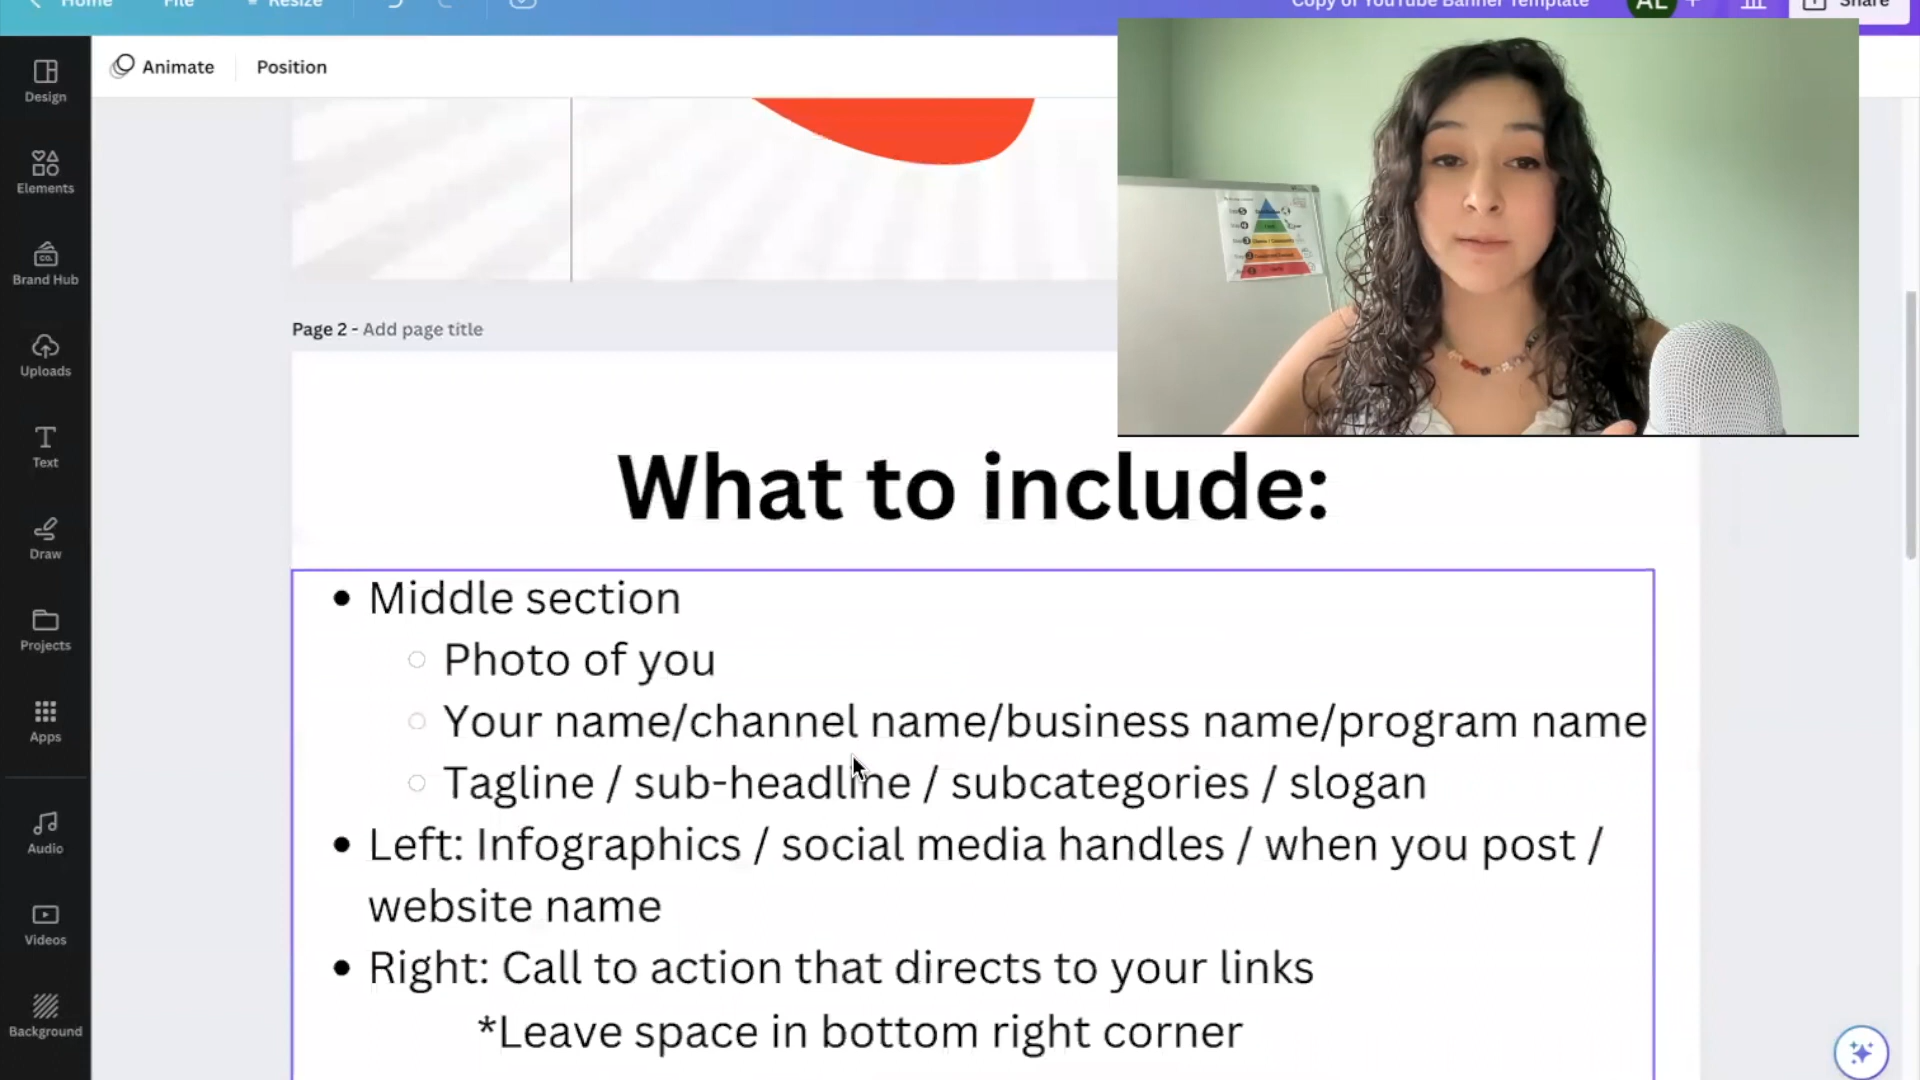 Home
File
Resize
Copy of YouTube Banner Template
AL
Share
Animate
Position
Design
Elements
Brand Hub
Uploads
Text
Draw
Projects
Apps
Audio
Videos
Background
Page 2 - Add page title
What to include:
• Middle section
○ Photo of you
○ Your name/channel name/business name/program name
○ Tagline / sub-headline / subcategories / slogan
• Left: Infographics / social media handles / when you post /
website name
• Right: Call to action that directs to your links
*Leave space in bottom right corner